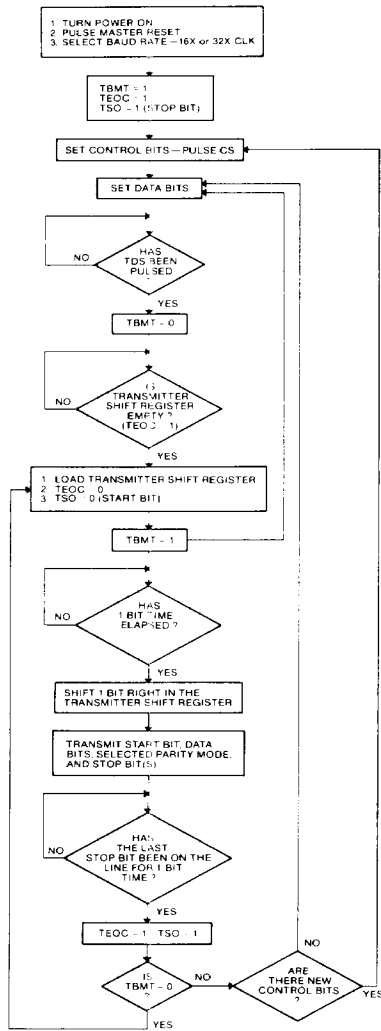 1 TURN POWER ON
2 PULSE MASTER RESET
3. SELECT BAUD RATE – 16X or 32X CLK
TBMT = 1
TEOC = 1
TSO = 1 (STOP BIT)
SET CONTROL BITS – PULSE CS
SET DATA BITS
HAS
TDS BEEN
PULSED
?
NO
YES
TBMT = 0
IS
TRANSMITTER
SHIFT REGISTER
EMPTY ?
(TEOC = 1)
NO
YES
1 LOAD TRANSMITTER SHIFT REGISTER
2 TEOC = 0
3 TSO = 0 (START BIT)
TBMT = 1
HAS
1 BIT TIME
ELAPSED ?
NO
YES
SHIFT 1 BIT RIGHT IN THE
TRANSMITTER SHIFT REGISTER
TRANSMIT START BIT, DATA
BITS, SELECTED PARITY MODE,
AND STOP BIT(S)
HAS
THE LAST
STOP BIT BEEN ON THE
LINE FOR 1 BIT
TIME ?
NO
YES
TEOC = 1 TSO = 1
IS
TBMT = 0
?
NO
YES
ARE
THERE NEW
CONTROL BITS
?
NO
YES